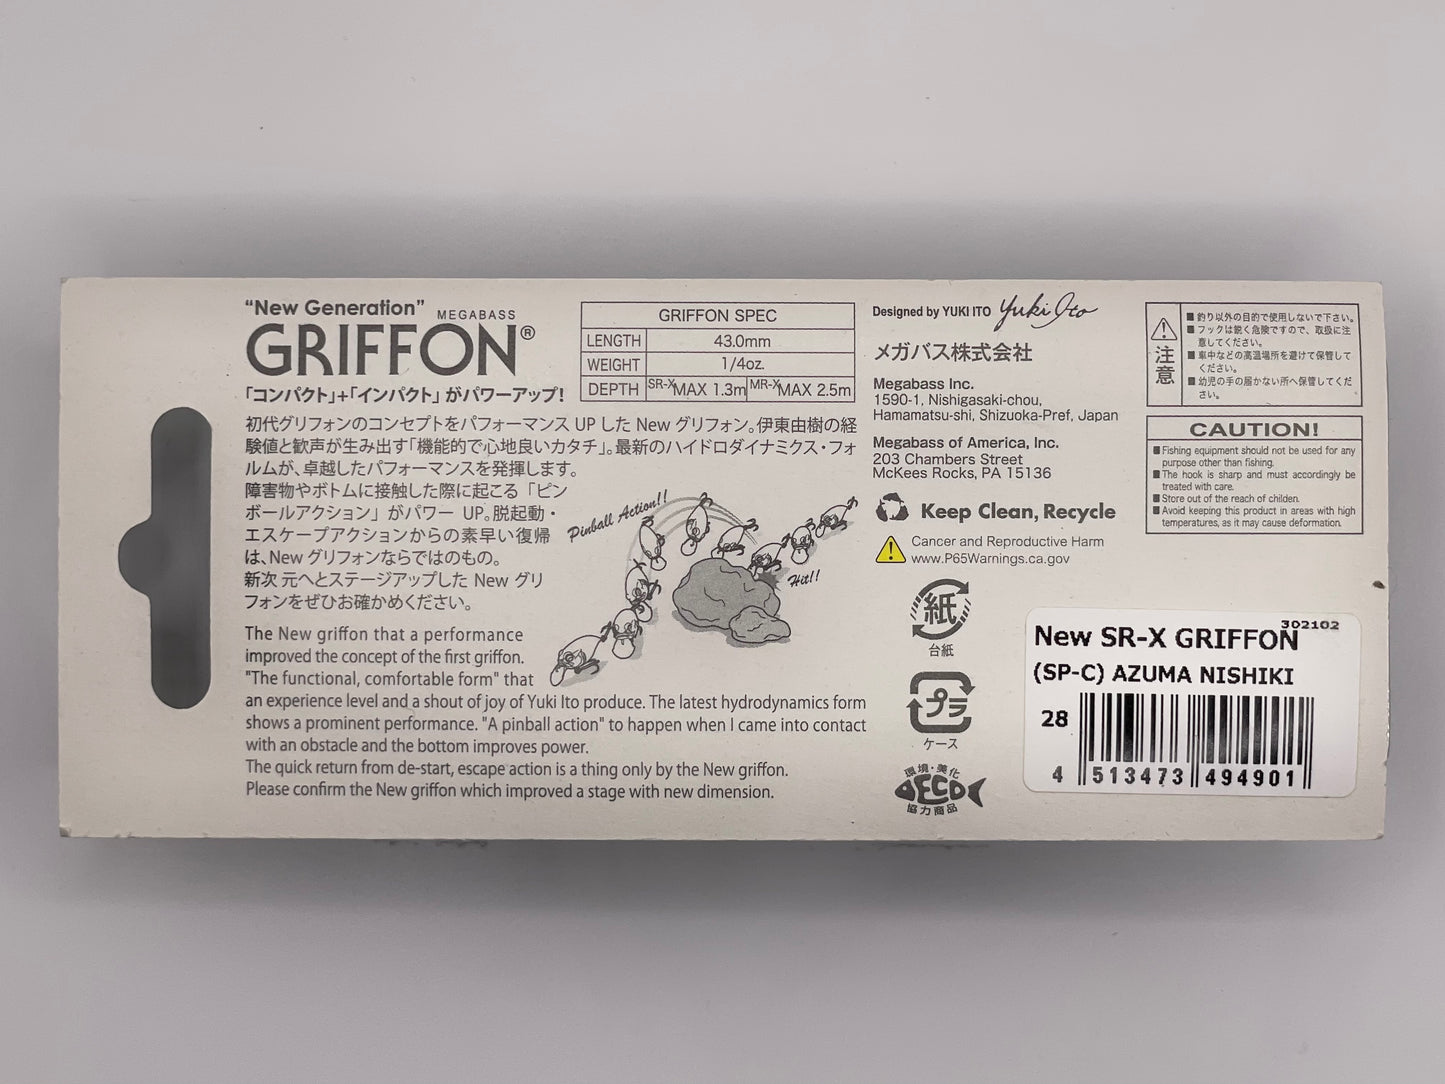 "New Generation" MEGABASS
GRIFFON®
「コンパクト」+「インパクト」がパワーアップ!
初代グリフォンのコンセプトをパフォーマンス UP した New グリフォン。伊東由樹の経
験値と歓声が生み出す「機能的で心地良いカタチ」。最新のハイドロダイナミクス・フォ
ルムが、卓越したパフォーマンスを発揮します。
障害物やボトムに接触した際に起こる「ピン
ボールアクション」がパワー UP。脱起動・
エスケープアクションからの素早い復帰
は、New グリフォンならではのもの。
新次 元へとステージアップした New グリ
フォンをぜひお確かめください。
The New griffon that a performance
improved the concept of the first griffon.
"The functional, comfortable form" that
an experience level and a shout of joy of Yuki Ito produce. The latest hydrodynamics form
shows a prominent performance. "A pinball action" to happen when I came into contact
with an obstacle and the bottom improves power.
The quick return from de-start, escape action is a thing only by the New griffon.
Please confirm the New griffon which improved a stage with new dimension.
GRIFFON SPEC
LENGTH 43.0mm
WEIGHT 1/4oz.
DEPTH SR-X MAX 1.3m MR-X MAX 2.5m
Pinball Action!!
Hit!!
Designed by YUKI ITO Yuki Ito
メガバス株式会社
Megabass Inc.
1590-1, Nishigasaki-chou,
Hamamatsu-shi, Shizuoka-Pref, Japan
Megabass of America, Inc.
203 Chambers Street
McKees Rocks, PA 15136
Keep Clean, Recycle
Cancer and Reproductive Harm
www.P65Warnings.ca.gov
紙
台紙
プラ
ケース
環境・美化
ECO
協力商品
注意
■釣り以外の目的で使用しないで下さい。
■フックは鋭く危険ですので、取扱に注
意してください。
■車中などの高温場所を避けて保管して
ください。
■幼児の手の届かない所へ保管してくだ
さい。
CAUTION!
■Fishing equipment should not be used for any
purpose other than fishing.
■The hook is sharp and must accordingly be
treated with care.
■Store out of the reach of childen.
■Avoid keeping this product in areas with high
temperatures, as it may cause deformation.
302102
New SR-X GRIFFON
(SP-C) AZUMA NISHIKI
28
4 513473 494901